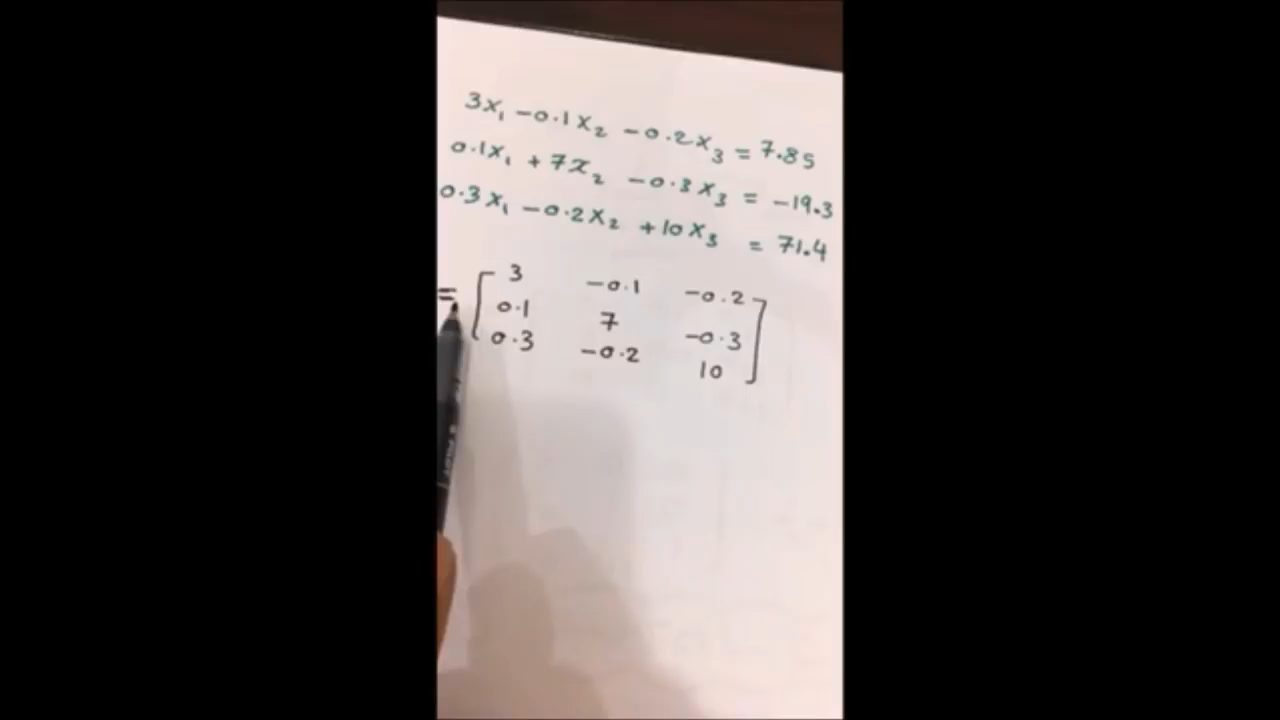 3x₁ -0.1x₂ -0.2x₃ = 7.85
0.1x₁ + 7x₂ -0.3x₃ = -19.3
0.3x₁ -0.2x₂ +10x₃ = 71.4
= [ 3 -0.1 -0.2 ]
0.1 7 -0.3
0.3 -0.2 10